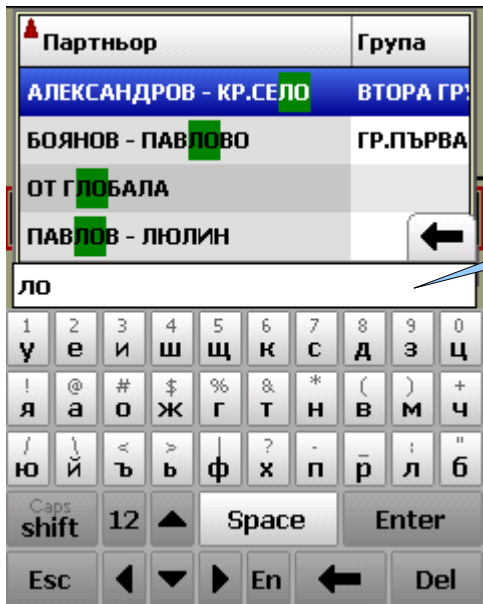 Партньор Група
АЛЕКСАНДРОВ - КР.СЕЛО ВТОРА ГР
БОЯНОВ - ПАВЛОВО ГР.ПЪРВА
ОТ ГЛОБАЛА
ПАВЛОВ - ЛЮЛИН
ло
1 2 3 4 5 6 7 8 9 0
у е и ш щ к с д з ц
! @ # $ % & * ( ) +
я а о ж г т н в м ч
/ \ < > | ? - _ : "
ю й ъ ь ф х п р л б
Caps
shift 12 Space Enter
Esc En Del